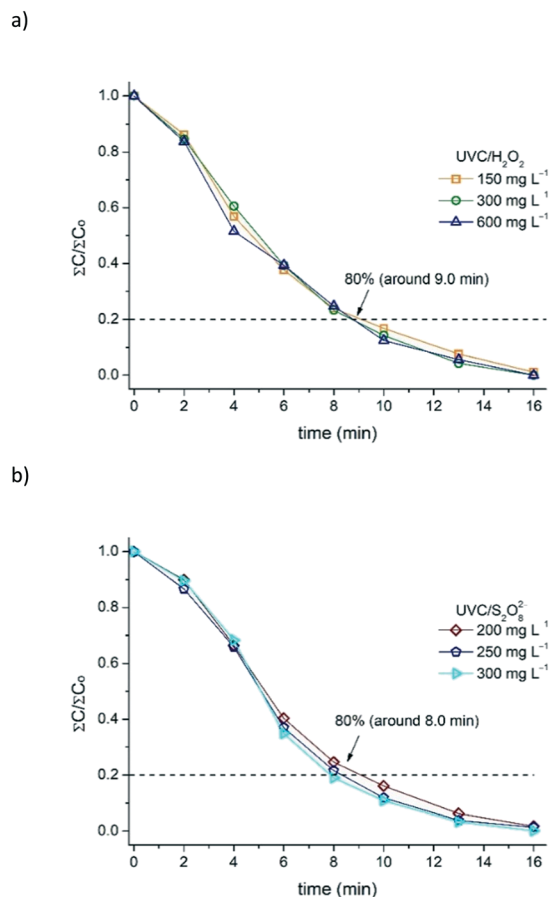 a)
UVC/H₂O₂
150 mg L⁻¹
300 mg L⁻¹
600 mg L⁻¹
80% (around 9.0 min)
ΣC/ΣC₀
1.0
0.8
0.6
0.4
0.2
0.0
0 2 4 6 8 10 12 14 16
time (min)
b)
UVC/S₂O₈²⁻
200 mg L⁻¹
250 mg L⁻¹
300 mg L⁻¹
80% (around 8.0 min)
ΣC/ΣC₀
1.0
0.8
0.6
0.4
0.2
0.0
0 2 4 6 8 10 12 14 16
time (min)